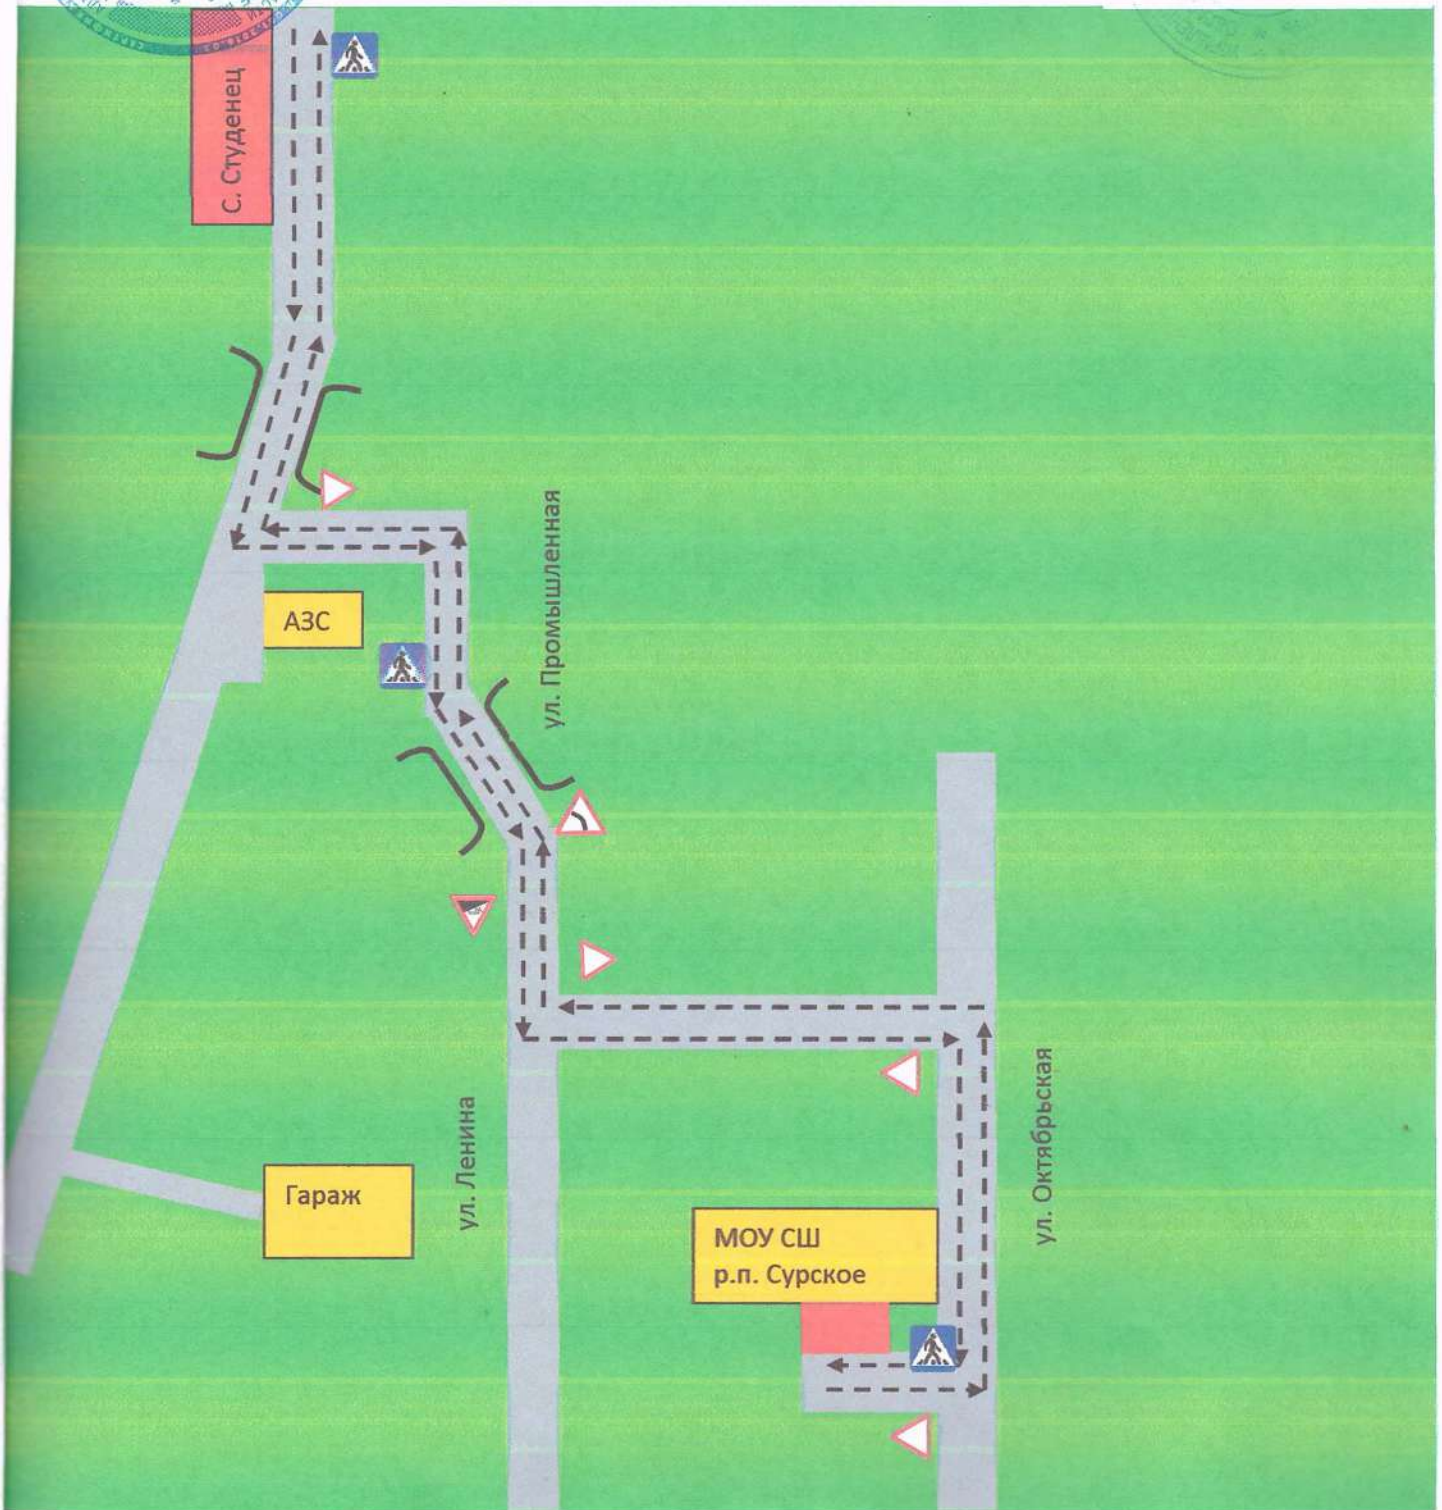 С. Студенец
ул. Промышленная
АЗС
ул. Ленина
Гараж
ул. Октябрьская
МОУ СШ
р.п. Сурское